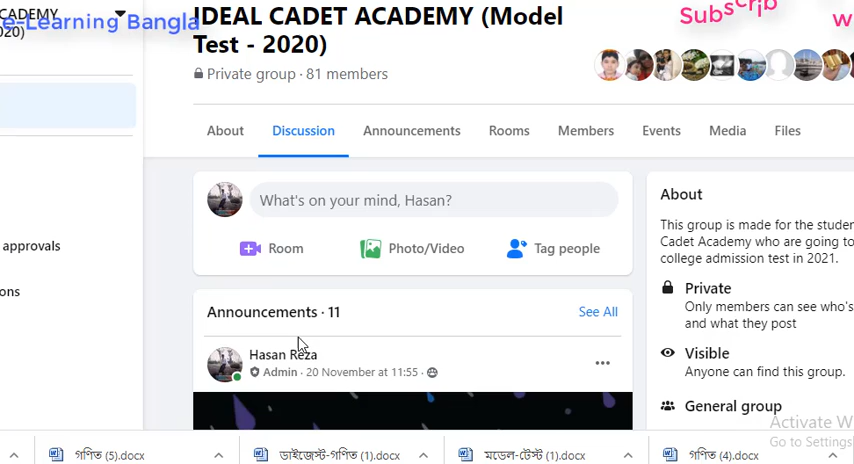 ACADEMY
e-Learning Bangla
020)
IDEAL CADET ACADEMY (Model
Test - 2020)
Private group · 81 members
Subscrib
w
About
Discussion
Announcements
Rooms
Members
Events
Media
Files
approvals
ons
What's on your mind, Hasan?
Room
Photo/Video
Tag people
Announcements · 11
See All
Hasan Reza
Admin · 20 November at 11:55 ·
About
This group is made for the studen
Cadet Academy who are going to
college admission test in 2021.
Private
Only members can see who's
and what they post
Visible
Anyone can find this group.
General group
Activate W
Go to Settings
গণিত (5).docx
ডাইজেস্ট-গণিত (1).docx
মডেল-টেস্ট (1).docx
গণিত (4).docx